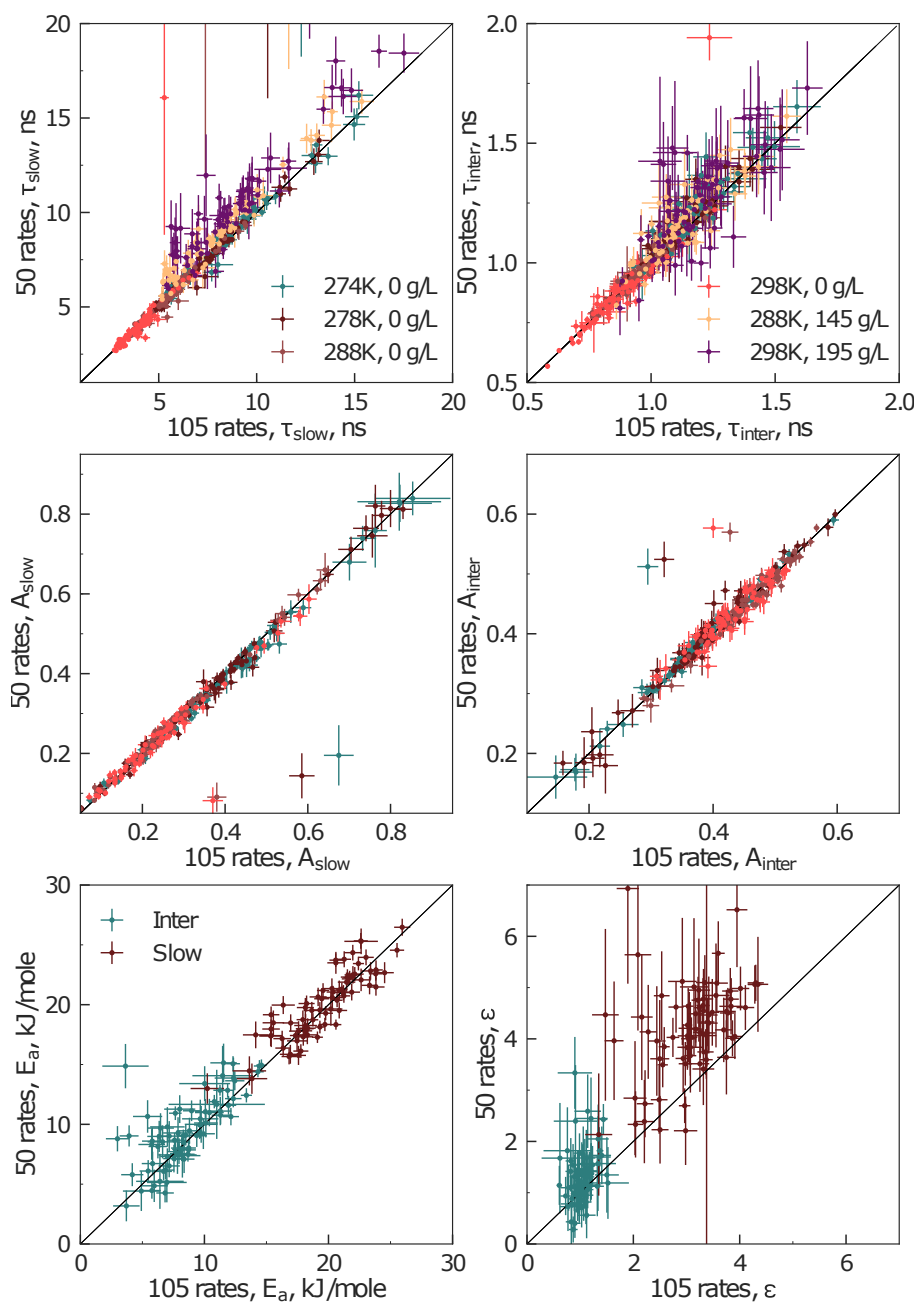 20
15
10
5
50 rates, τslow, ns
274K, 0 g/L
278K, 0 g/L
288K, 0 g/L
5 10 15 20
105 rates, τslow, ns
2.0
1.5
1.0
0.5
50 rates, τinter, ns
298K, 0 g/L
288K, 145 g/L
298K, 195 g/L
0.5 1.0 1.5 2.0
105 rates, τinter, ns
0.8
0.6
0.4
0.2
50 rates, Aslow
0.2 0.4 0.6 0.8
105 rates, Aslow
0.6
0.4
0.2
50 rates, Ainter
0.2 0.4 0.6
105 rates, Ainter
30
20
10
0
50 rates, Ea, kJ/mole
Inter
Slow
0 10 20 30
105 rates, Ea, kJ/mole
6
4
2
0
50 rates, ε
0 2 4 6
105 rates, ε